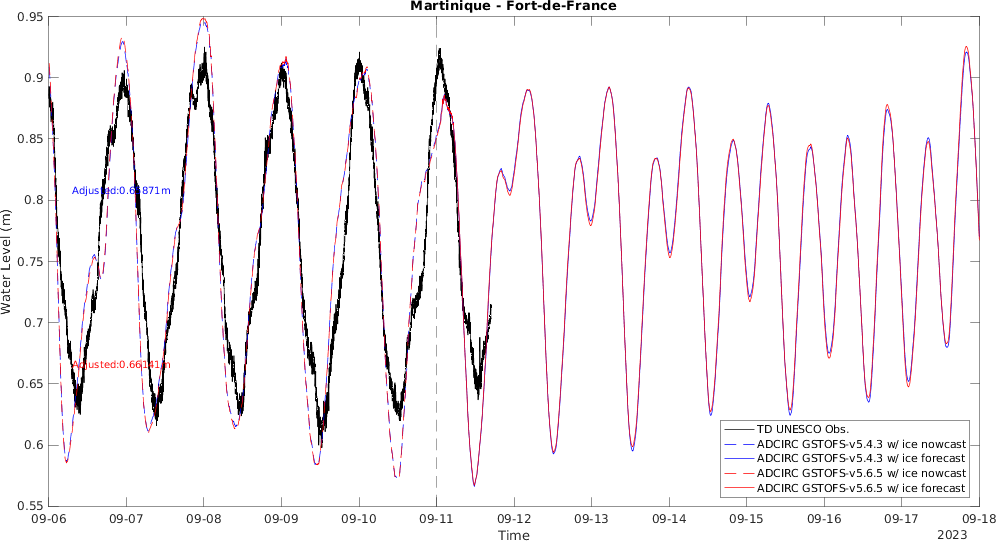 Martinique - Fort-de-France
0.95
0.9
0.85
0.8
0.75
0.7
0.65
0.6
0.55
Water Level (m)
Adjusted:0.66871m
Adjusted:0.66141m
TD UNESCO Obs.
ADCIRC GSTOFS-v5.4.3 w/ ice nowcast
ADCIRC GSTOFS-v5.4.3 w/ ice forecast
ADCIRC GSTOFS-v5.6.5 w/ ice nowcast
ADCIRC GSTOFS-v5.6.5 w/ ice forecast
09-06 09-07 09-08 09-09 09-10 09-11 09-12 09-13 09-14 09-15 09-16 09-17 09-18
Time
2023